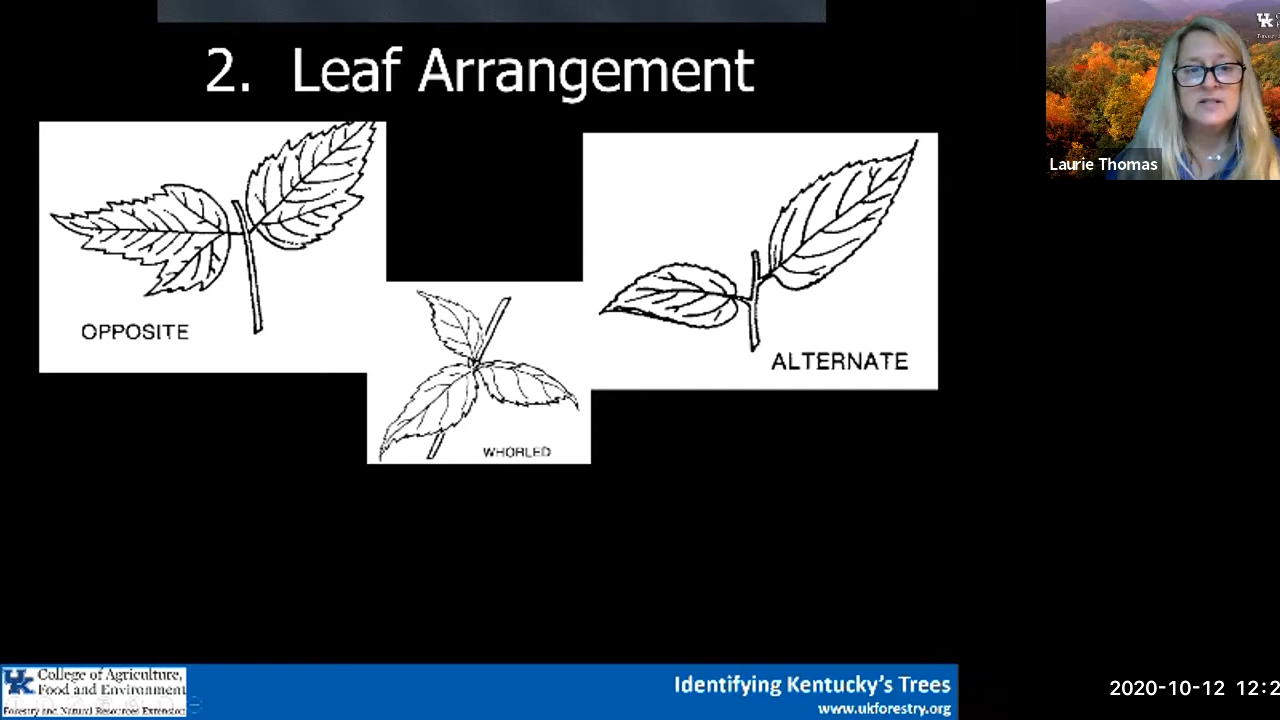 2. Leaf Arrangement
Laurie Thomas
OPPOSITE
ALTERNATE
WHORLED
UK
College of Agriculture,
Food and Environment
Forestry and Natural Resources Extension
Identifying Kentucky's Trees
www.ukforestry.org
2020-10-12 12:2